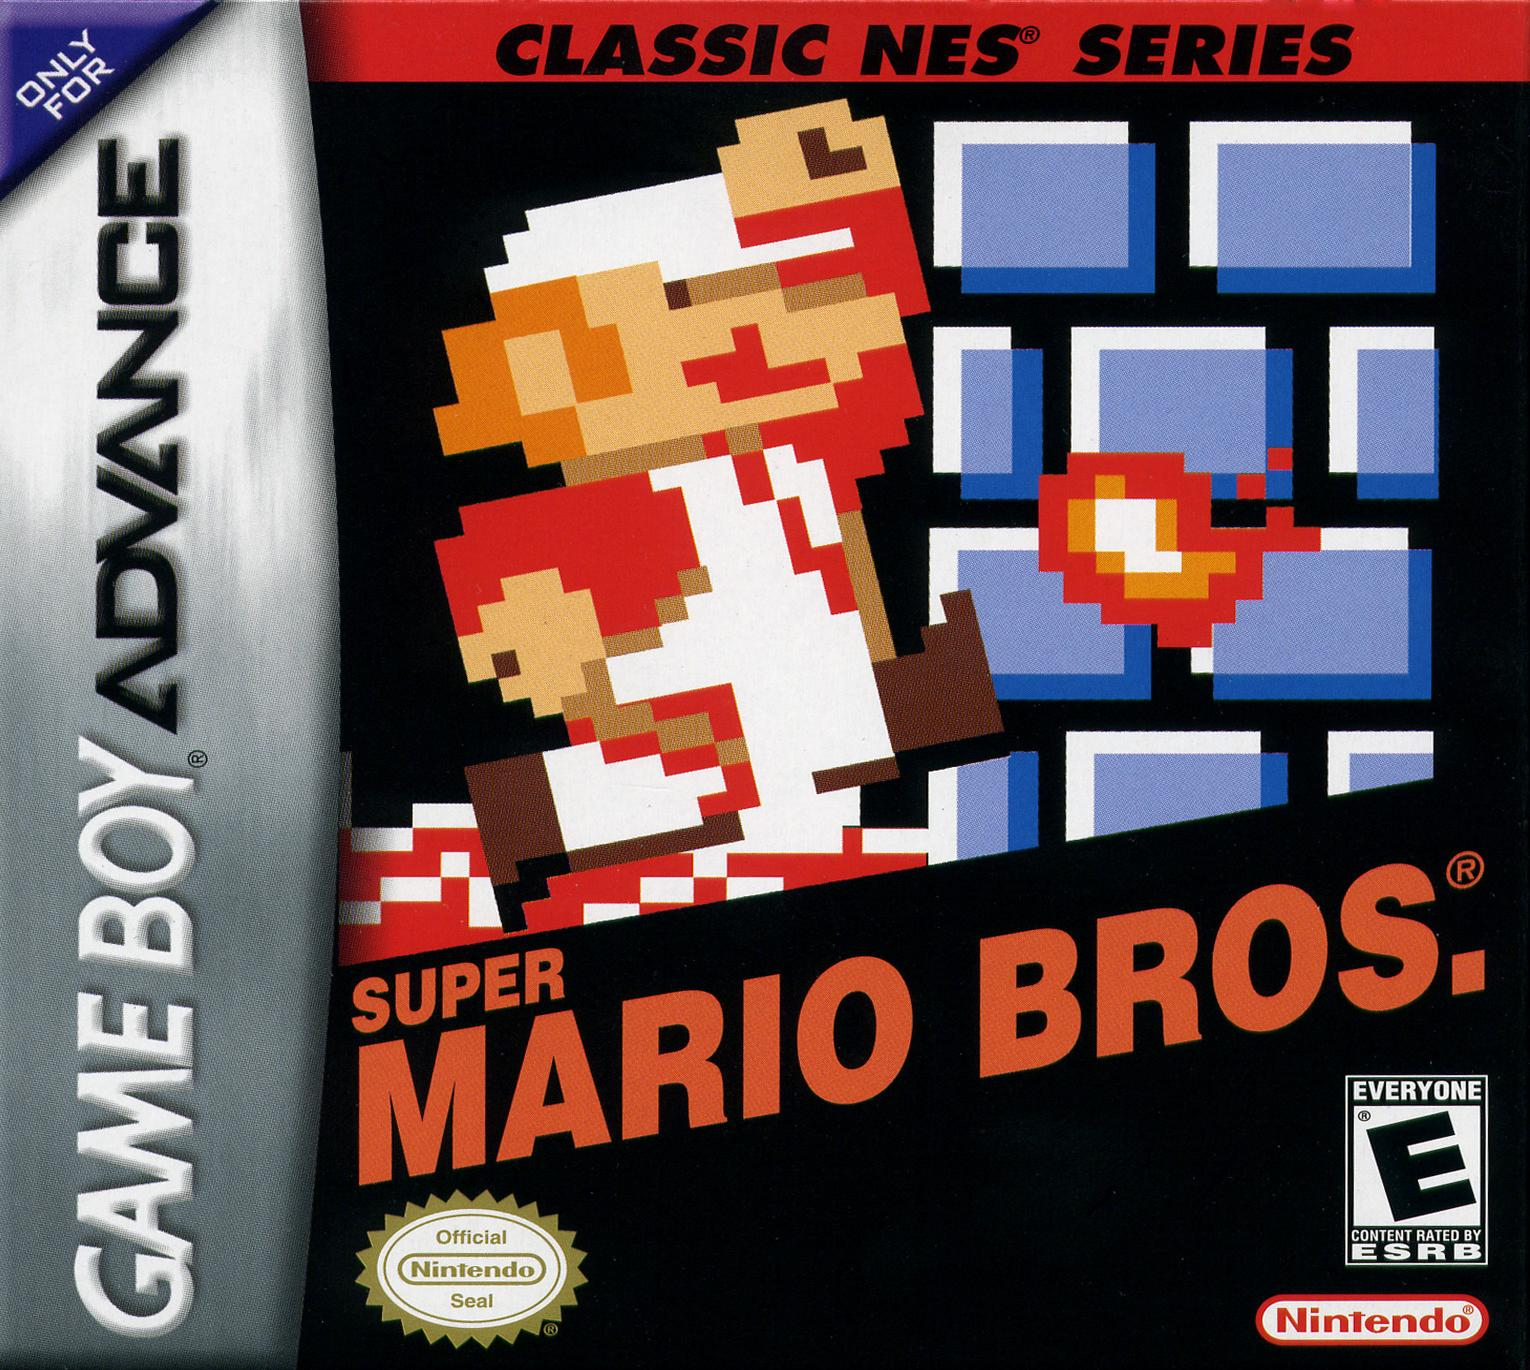 ONLY
FOR
GAME BOY ADVANCE®
CLASSIC NES® SERIES
SUPER
MARIO BROS.®
Official
Nintendo
Seal
®
EVERYONE
®
E
CONTENT RATED BY
ESRB
Nintendo®